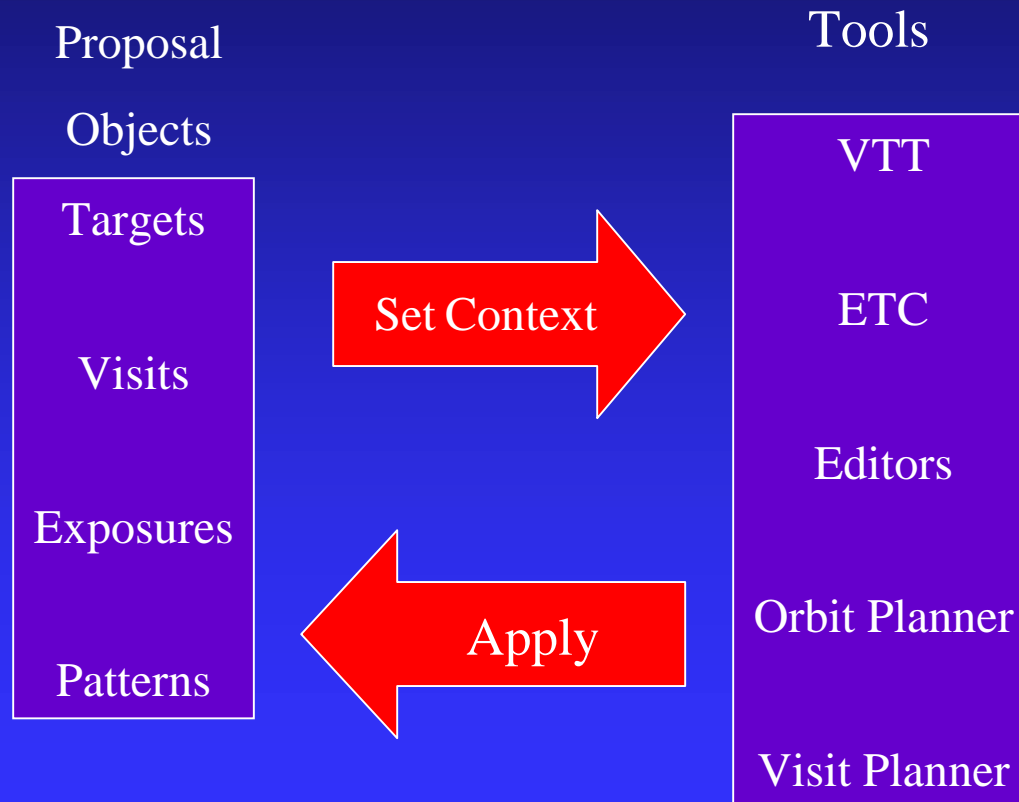 Proposal
Objects
Targets
Visits
Exposures
Patterns
Set Context
Apply
Tools
VTT
ETC
Editors
Orbit Planner
Visit Planner